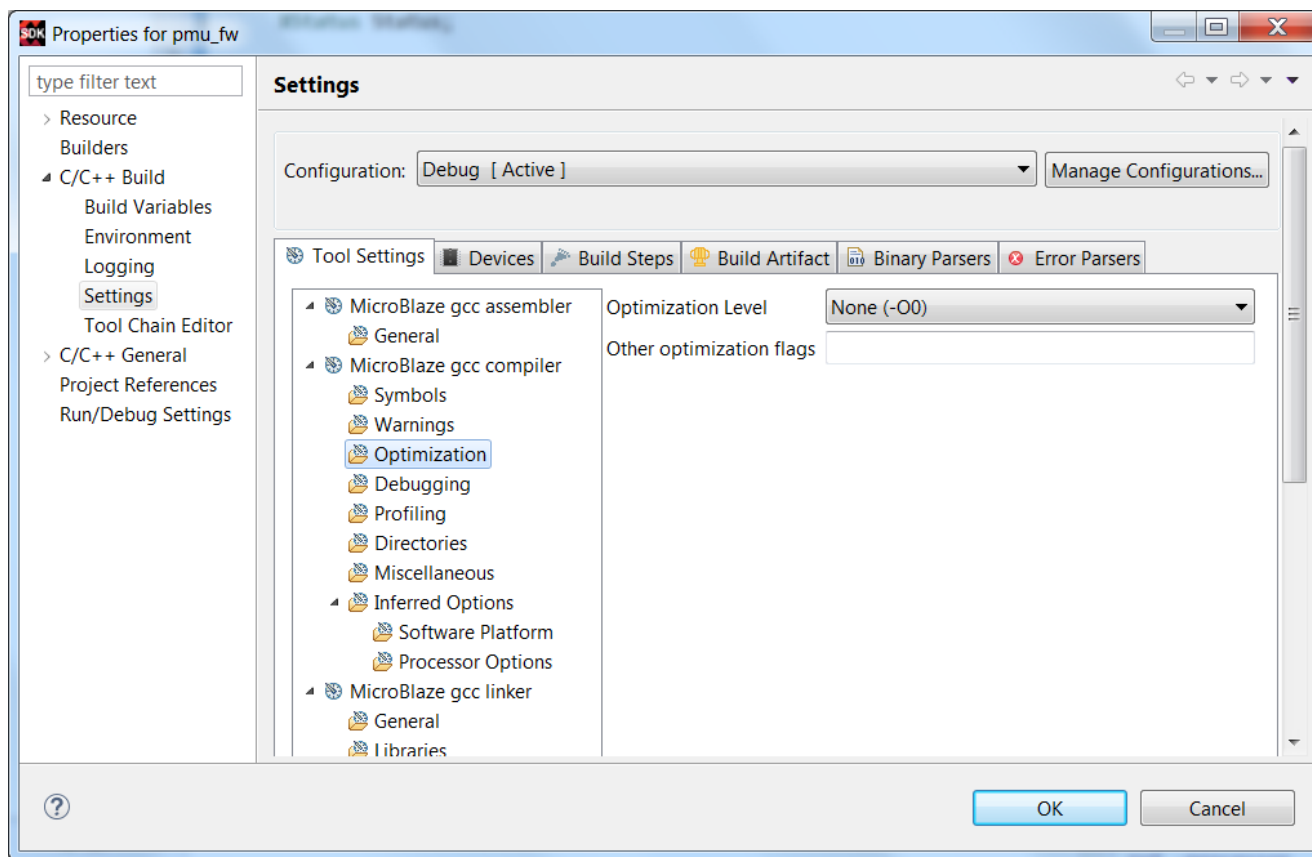 SDK Properties for pmu_fw
type filter text
Resource
Builders
C/C++ Build
Build Variables
Environment
Logging
Settings
Tool Chain Editor
C/C++ General
Project References
Run/Debug Settings
Settings
Configuration: Debug [ Active ] Manage Configurations...
Tool Settings Devices Build Steps Build Artifact 010 Binary Parsers Error Parsers
MicroBlaze gcc assembler
General
MicroBlaze gcc compiler
Symbols
Warnings
Optimization
Debugging
Profiling
Directories
Miscellaneous
Inferred Options
Software Platform
Processor Options
MicroBlaze gcc linker
General
Libraries
Optimization Level None (-O0)
Other optimization flags
? OK Cancel